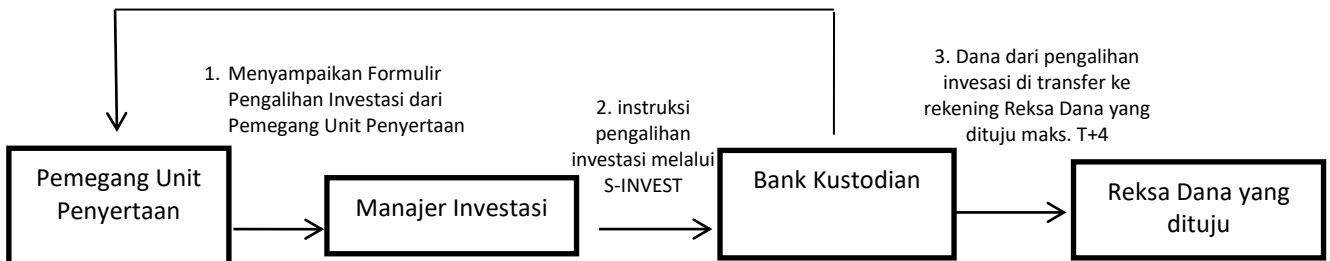 1. Menyampaikan Formulir
Pengalihan Investasi dari
Pemegang Unit Penyertaan
2. instruksi
pengalihan
investasi melalui
S-INVEST
3. Dana dari pengalihan
invesasi di transfer ke
rekening Reksa Dana yang
dituju maks. T+4
Pemegang Unit
Penyertaan
Manajer Investasi
Bank Kustodian
Reksa Dana yang
dituju